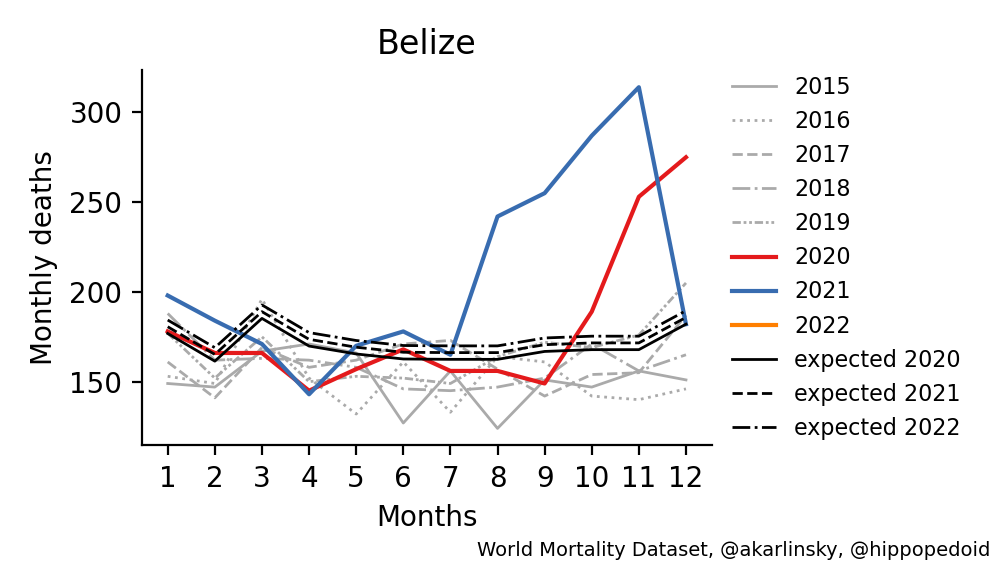 Belize
Monthly deaths
300
250
200
150
1 2 3 4 5 6 7 8 9 10 11 12
Months
2015
2016
2017
2018
2019
2020
2021
2022
expected 2020
expected 2021
expected 2022
World Mortality Dataset, @akarlinsky, @hippopedoid